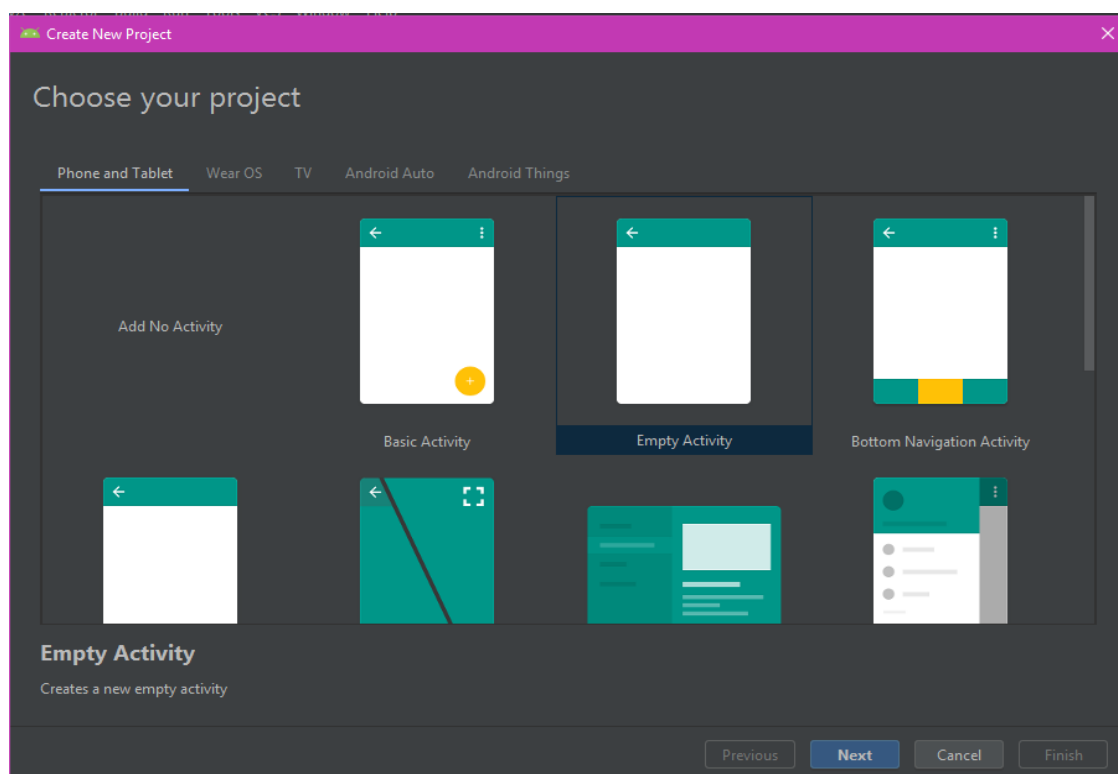 Create New Project
Choose your project
Phone and Tablet Wear OS TV Android Auto Android Things
Add No Activity
Basic Activity
Empty Activity
Bottom Navigation Activity
Empty Activity
Creates a new empty activity
Previous Next Cancel Finish